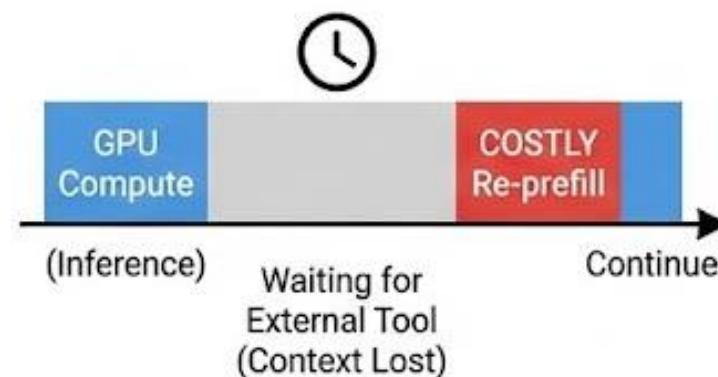 GPU
Compute
COSTLY
Re-prefill
(Inference)
Waiting for
External Tool
(Context Lost)
Continue